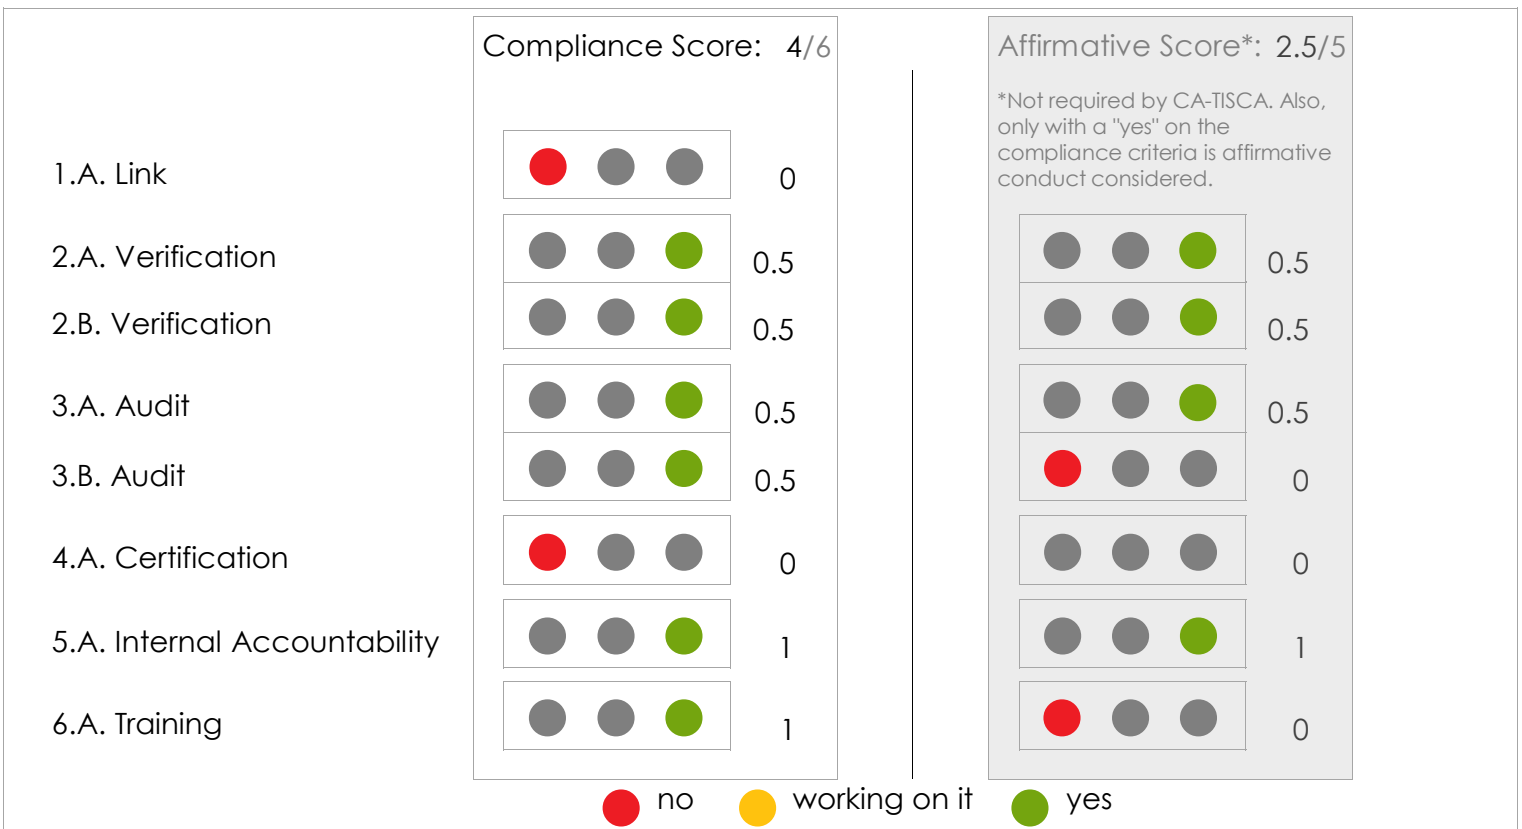 Compliance Score: 4/6
Affirmative Score*: 2.5/5
*Not required by CA-TISCA. Also,
only with a "yes" on the
compliance criteria is affirmative
conduct considered.
1.A. Link 0
2.A. Verification 0.5 0.5
2.B. Verification 0.5 0.5
3.A. Audit 0.5 0.5
3.B. Audit 0.5 0
4.A. Certification 0 0
5.A. Internal Accountability 1 1
6.A. Training 1 0
no working on it yes